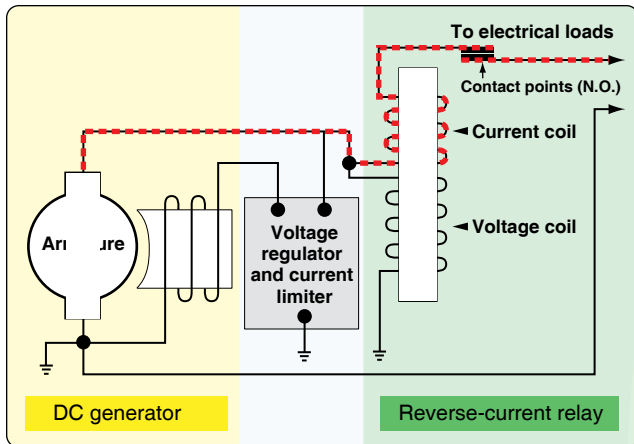 To electrical loads
Contact points (N.O.)
Current coil
Voltage coil
Voltage
regulator
and current
limiter
DC generator
Reverse-current relay